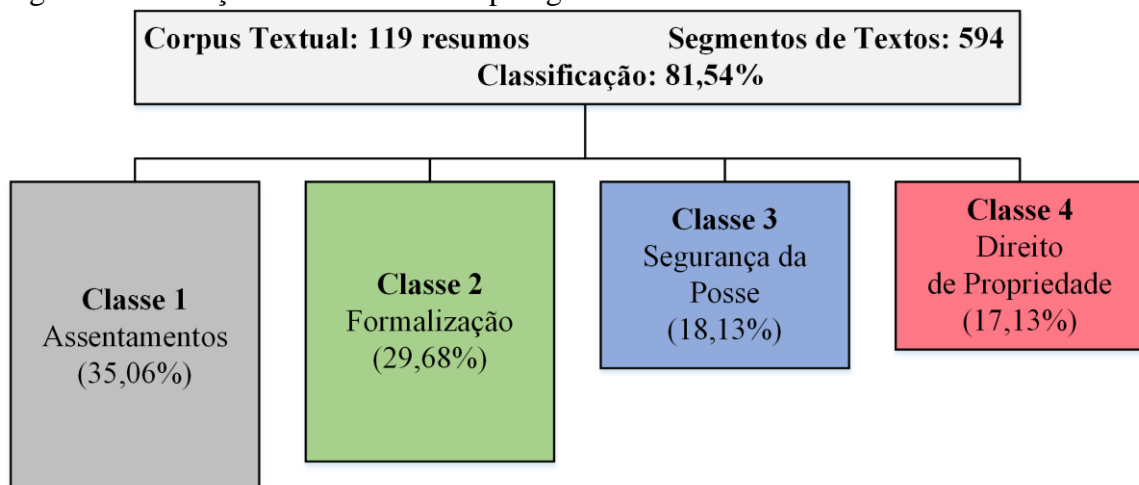 Corpus Textual: 119 resumos Segmentos de Textos: 594
Classificação: 81,54%
Classe 1
Assentamentos
(35,06%)
Classe 2
Formalização
(29,68%)
Classe 3
Segurança da
Posse
(18,13%)
Classe 4
Direito
de Propriedade
(17,13%)